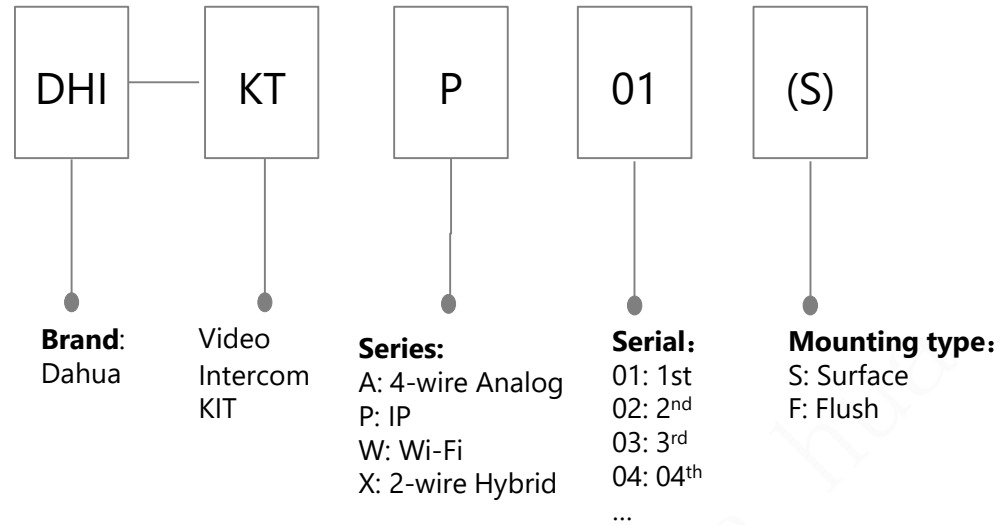 DHI KT P 01 (S)
Brand:
Dahua
Video
Intercom
KIT
Series:
A: 4-wire Analog
P: IP
W: Wi-Fi
X: 2-wire Hybrid
Serial：
01: 1st
02: 2nd
03: 3rd
04: 04th
...
Mounting type：
S: Surface
F: Flush